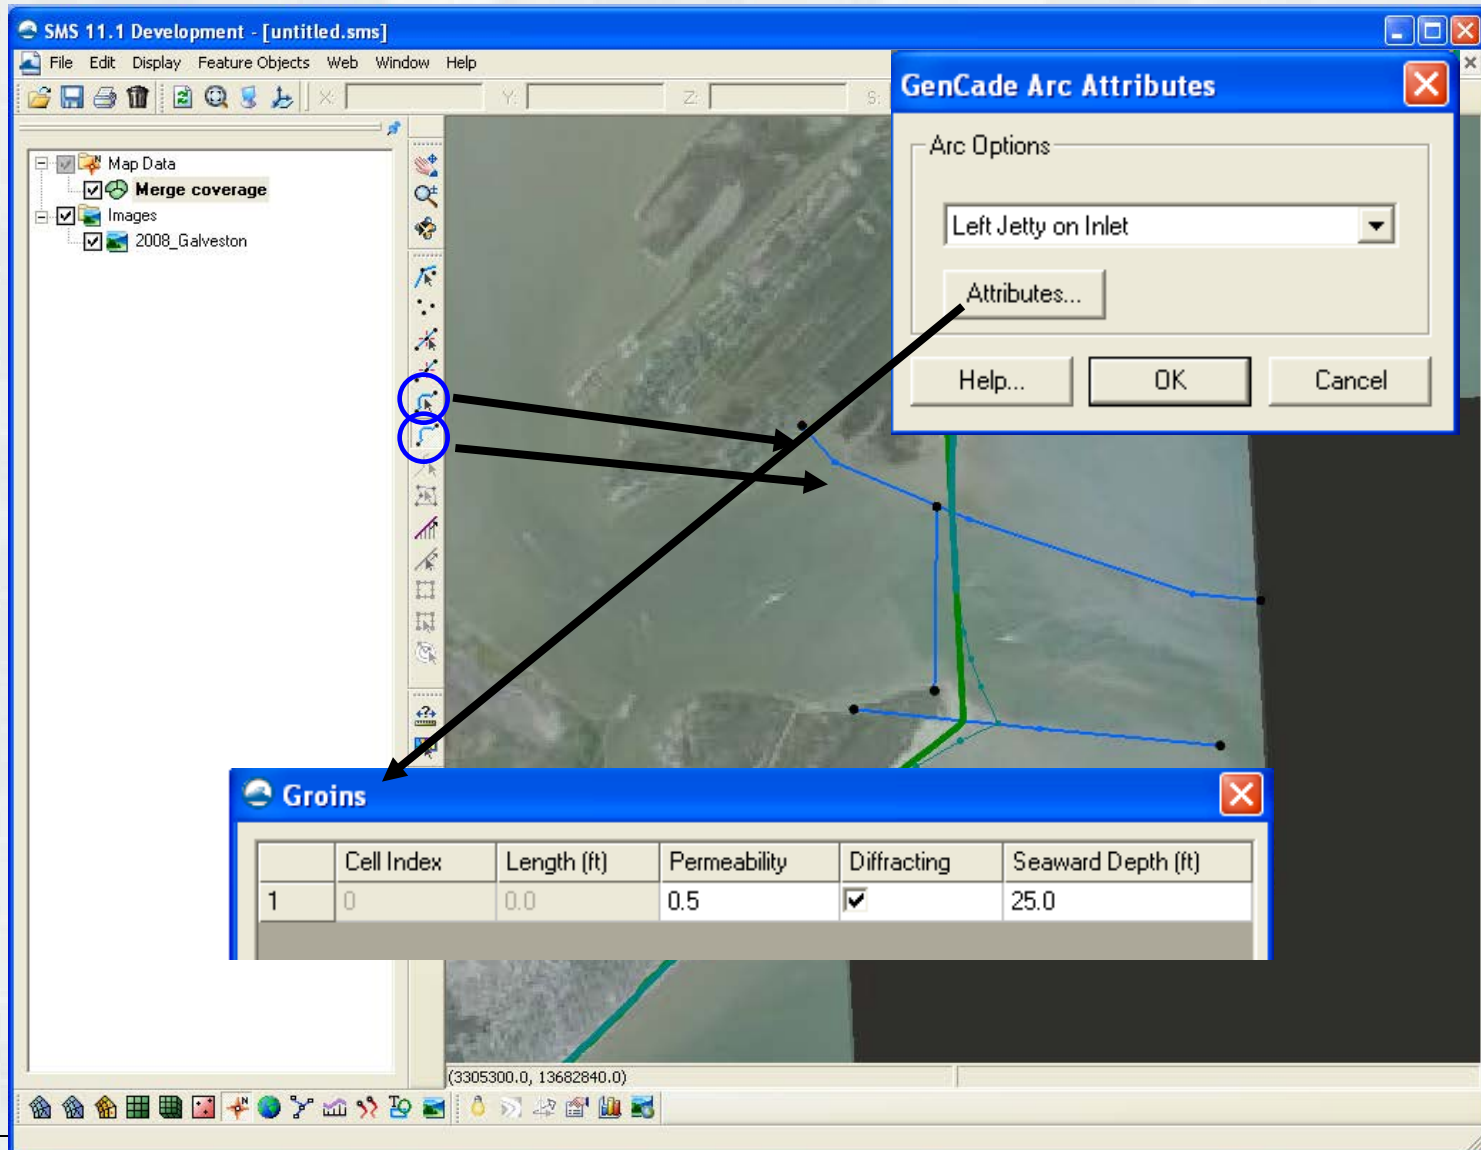 SMS 11.1 Development - [untitled.sms]
File Edit Display Feature Objects Web Window Help
X: Y: Z: S:
GenCade Arc Attributes
Arc Options
Left Jetty on Inlet
Attributes...
Help... OK Cancel
Map Data
Merge coverage
Images
2008_Galveston
Groins
Cell Index Length (ft) Permeability Diffracting Seaward Depth (ft)
1 0 0.0 0.5 25.0
(3305300.0, 13682840.0)